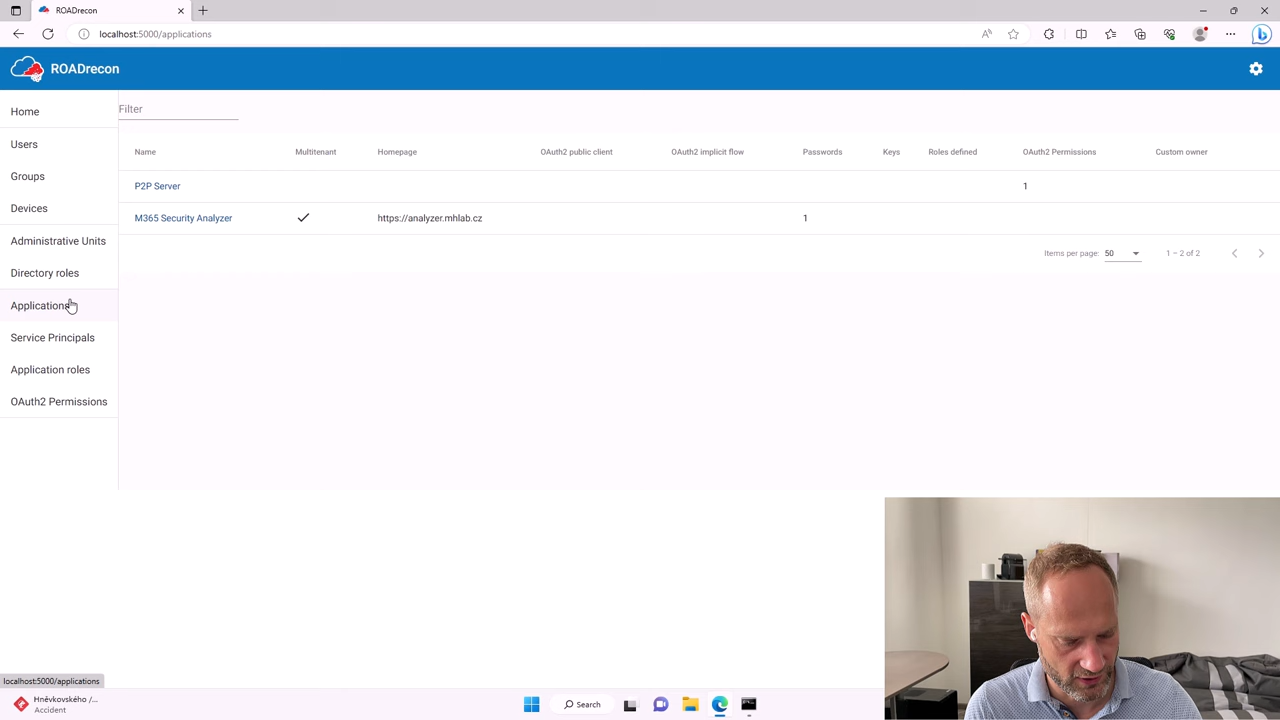 ROADrecon
localhost:5000/applications
ROADrecon
Home
Users
Groups
Devices
Administrative Units
Directory roles
Applications
Service Principals
Application roles
OAuth2 Permissions
Filter
Name Multitenant Homepage OAuth2 public client OAuth2 implicit flow Passwords Keys Roles defined OAuth2 Permissions Custom owner
P2P Server 1
M365 Security Analyzer https://analyzer.mhlab.cz 1
Items per page: 50 1 – 2 of 2
localhost:5000/applications
Hněvkovského /...
Accident
Search